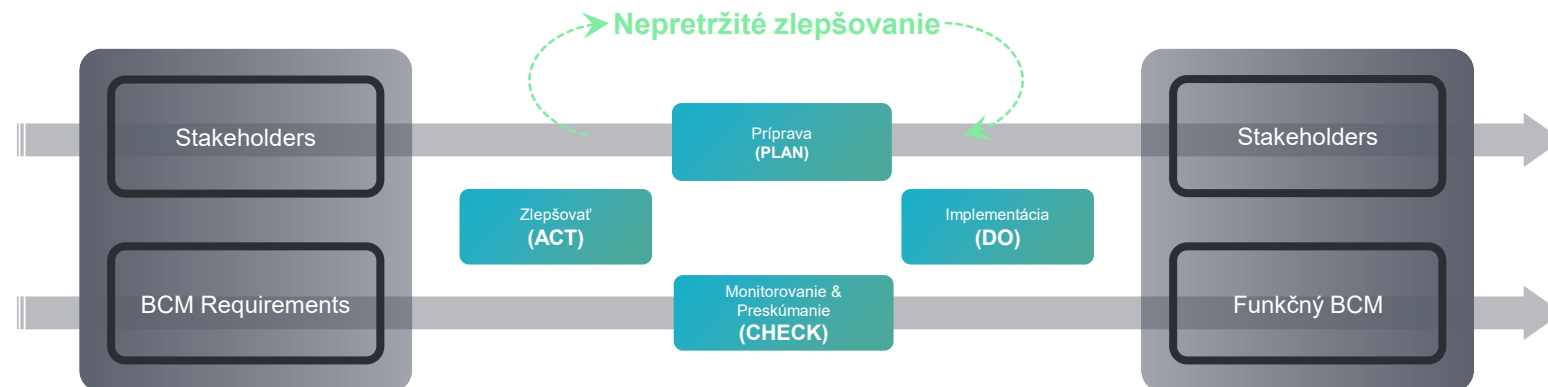 Nepretržité zlepšovanie
Stakeholders
Príprava
(PLAN)
Stakeholders
Zlepšovať
(ACT)
Implementácia
(DO)
BCM Requirements
Monitorovanie &
Preskúmanie
(CHECK)
Funkčný BCM